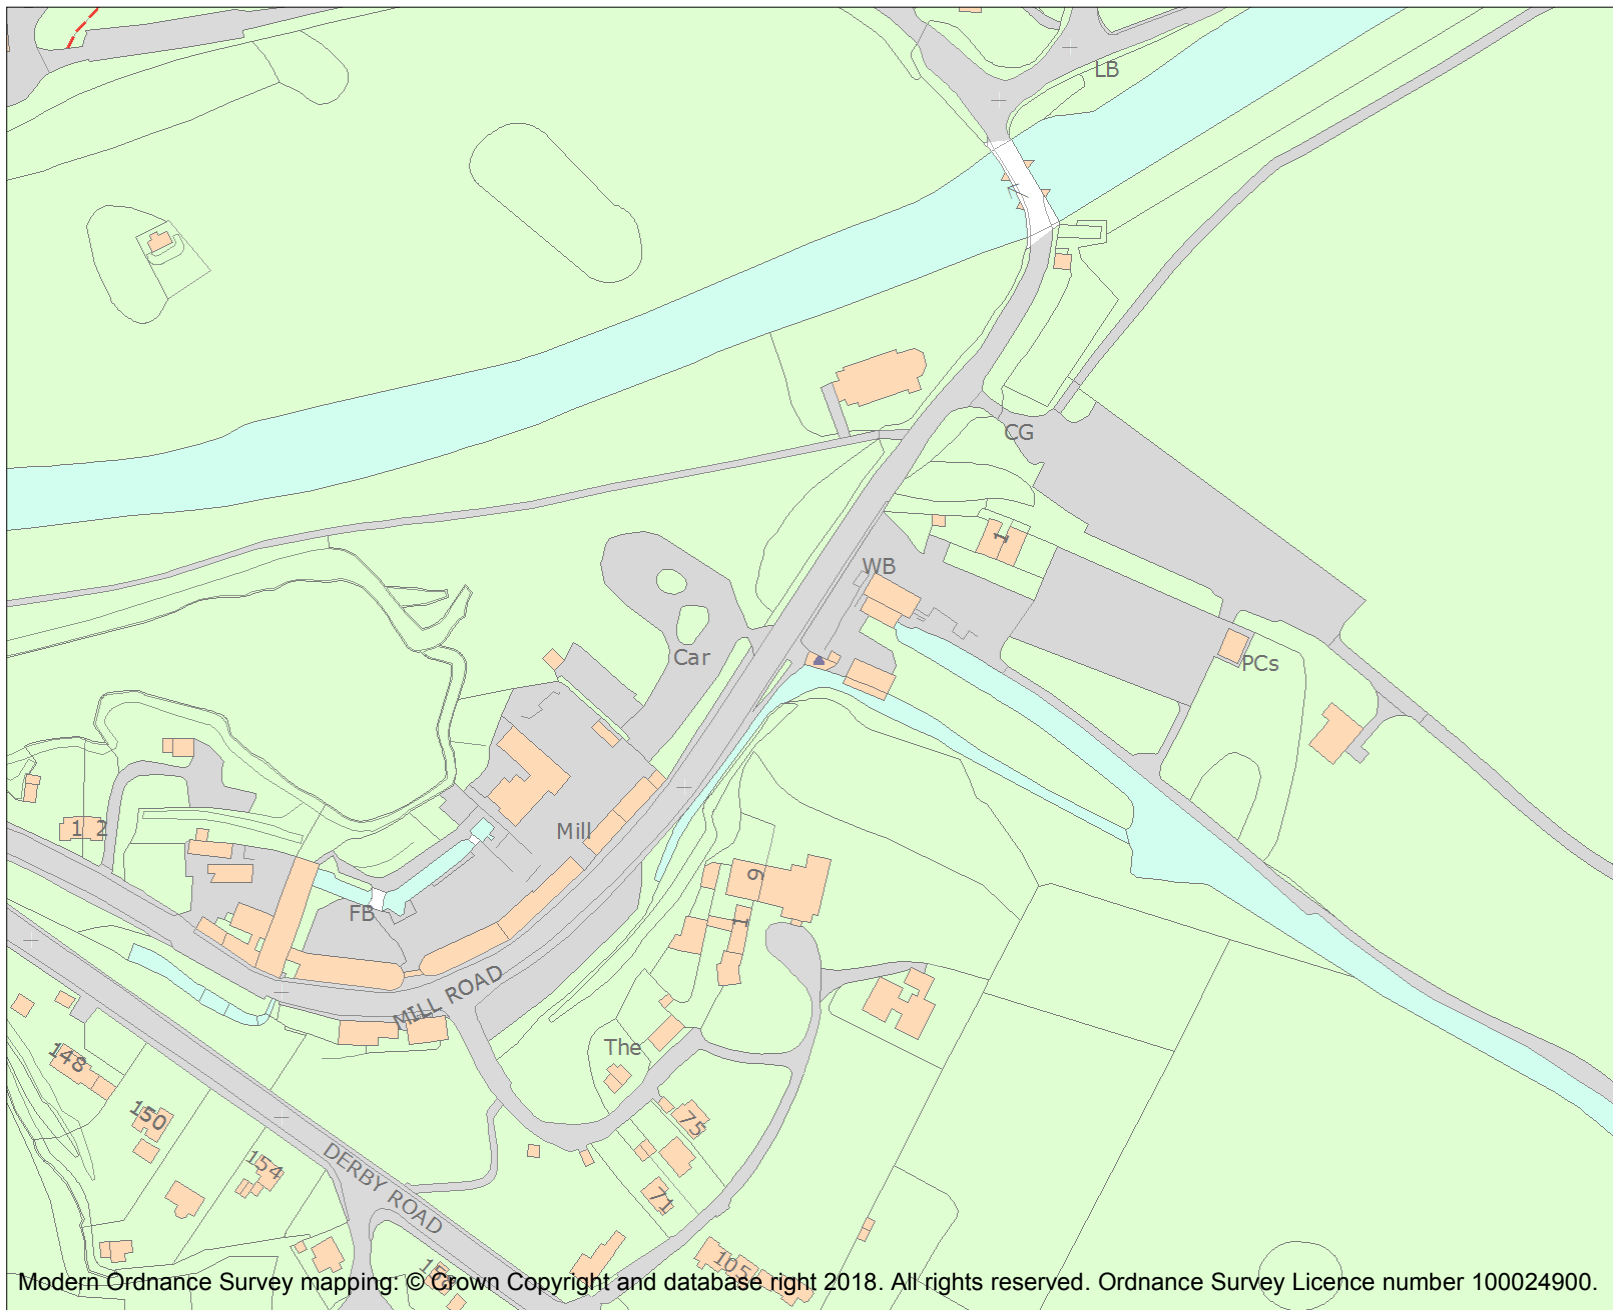 LB
CG
WB
1
Car
PCs
1 2
Mill
FB
9
1
MILL ROAD
The
148
150
75
154
DERBY ROAD
71
105
Modern Ordnance Survey mapping: © Crown Copyright and database right 2018. All rights reserved. Ordnance Survey Licence number 100024900.